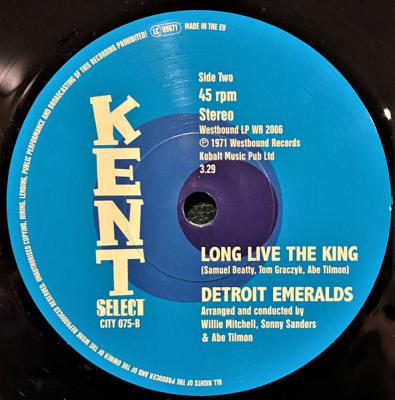 ALL RIGHTS OF THE PRODUCER AND OF THE OWNER OF THE WORK REPRODUCED RESERVED. UNAUTHORISED COPYING, HIRING, LENDING, PUBLIC PERFORMANCE AND BROADCASTING OF THIS RECORDING PROHIBITED! LC 09671 MADE IN THE EU
KENT
SELECT
CITY 075-B
Side Two
45 rpm
Stereo
Westbound LP WB 2006
℗ 1971 Westbound Records
Kobalt Music Pub Ltd
3.29
LONG LIVE THE KING
(Samuel Beatty, Tom Graczyk, Abe Tilmon)
DETROIT EMERALDS
Arranged and conducted by
Willie Mitchell, Sonny Sanders
& Abe Tilmon